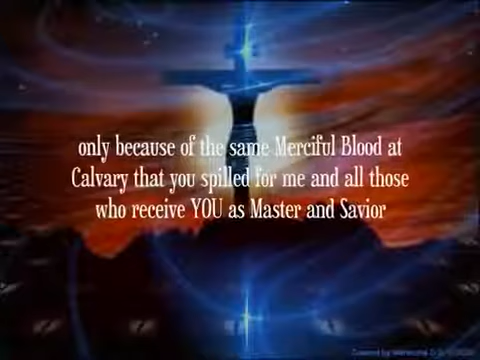 only because of the same Merciful Blood at
Calvary that you spilled for me and all those
who receive YOU as Master and Savior